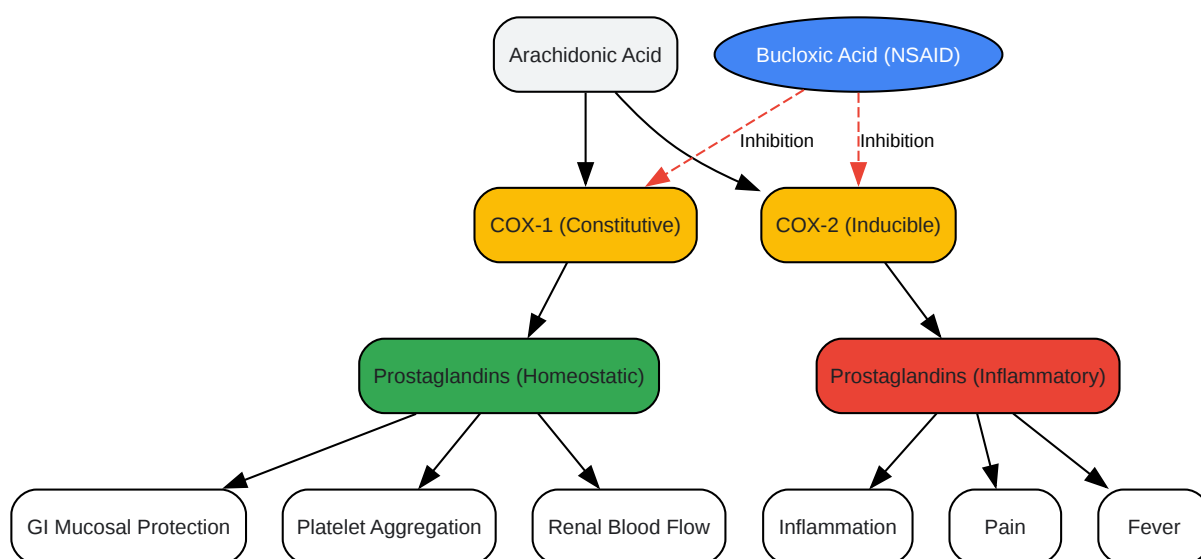 Arachidonic Acid
Bucloxic Acid (NSAID)
Inhibition
Inhibition
COX-1 (Constitutive)
COX-2 (Inducible)
Prostaglandins (Homeostatic)
Prostaglandins (Inflammatory)
GI Mucosal Protection
Platelet Aggregation
Renal Blood Flow
Inflammation
Pain
Fever